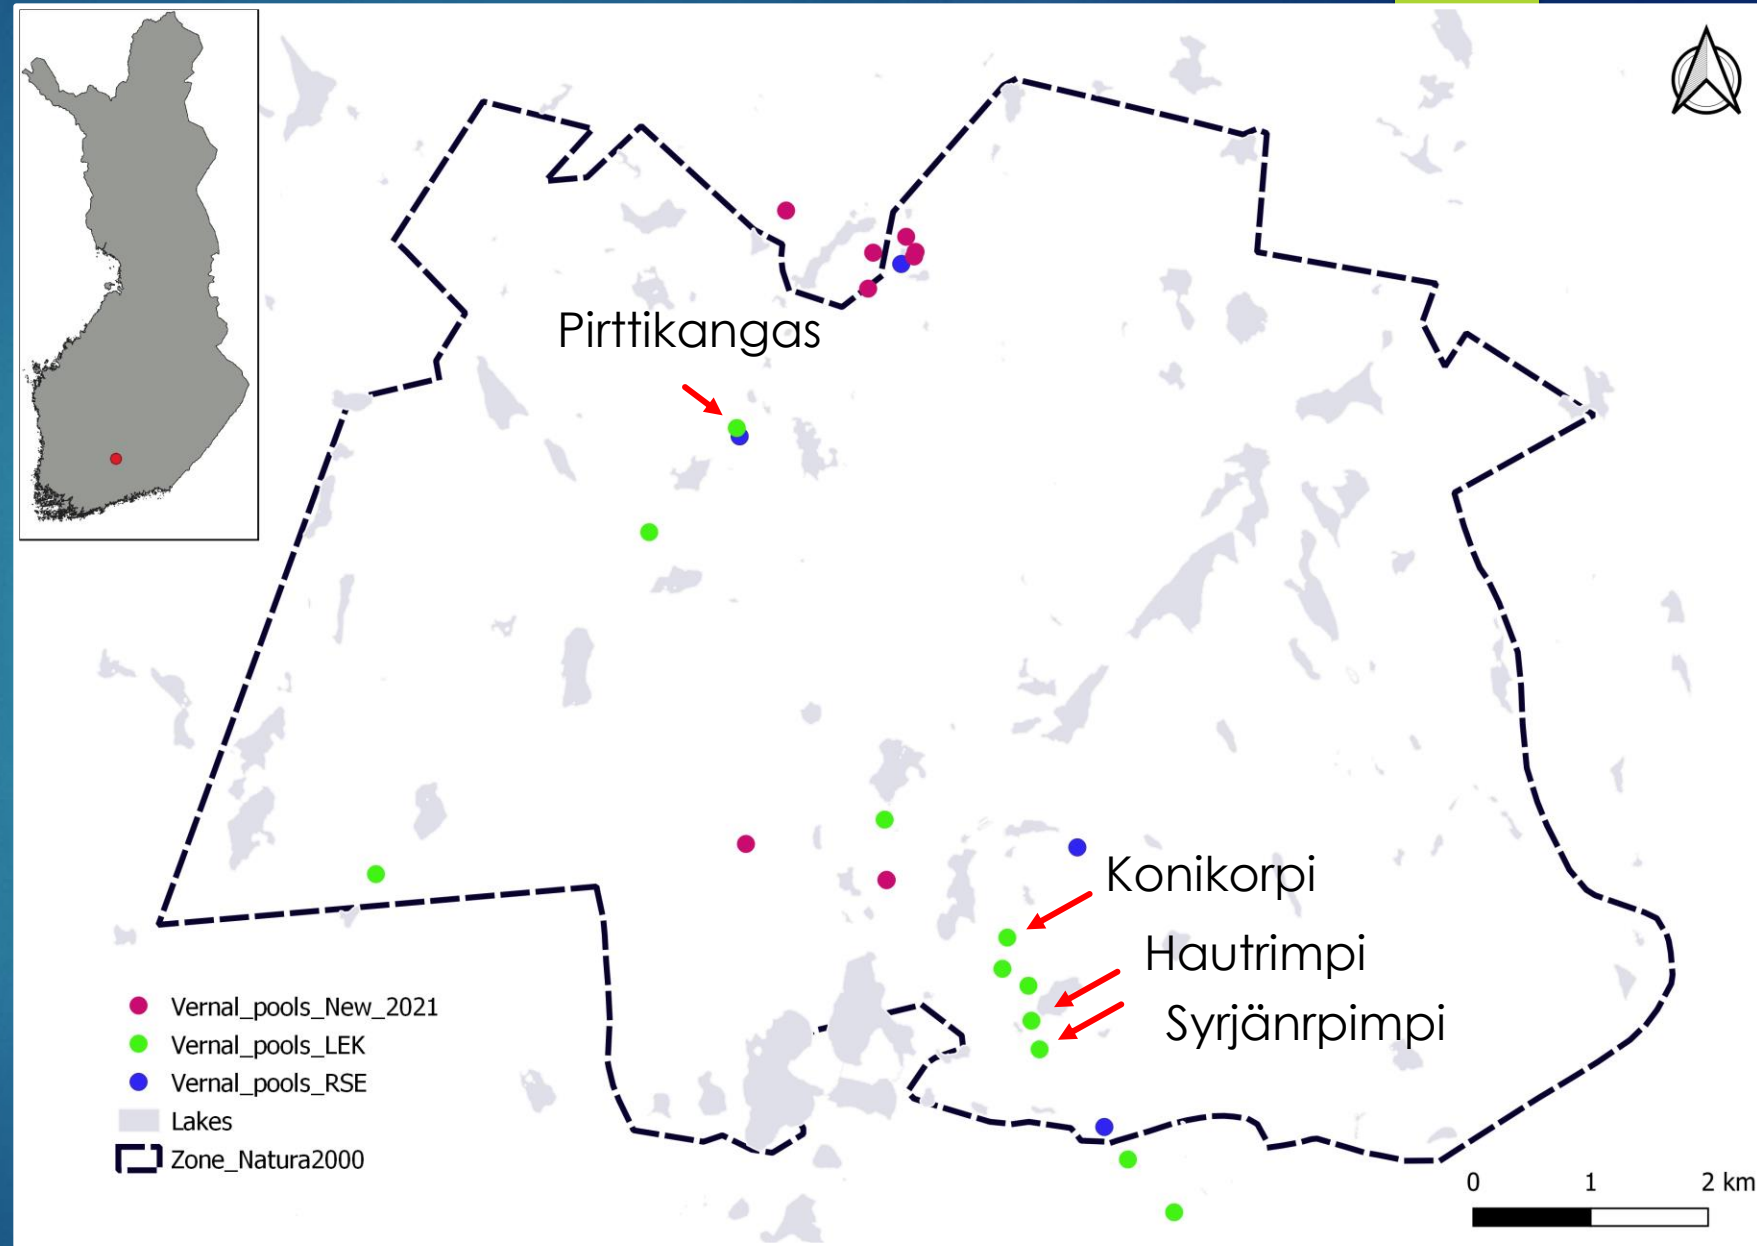 Pirttikangas
Konikorpi
Hautrimpi
Syrjänrpimpi
Vernal_pools_New_2021
Vernal_pools_LEK
Vernal_pools_RSE
Lakes
Zone_Natura2000
0 1 2 km